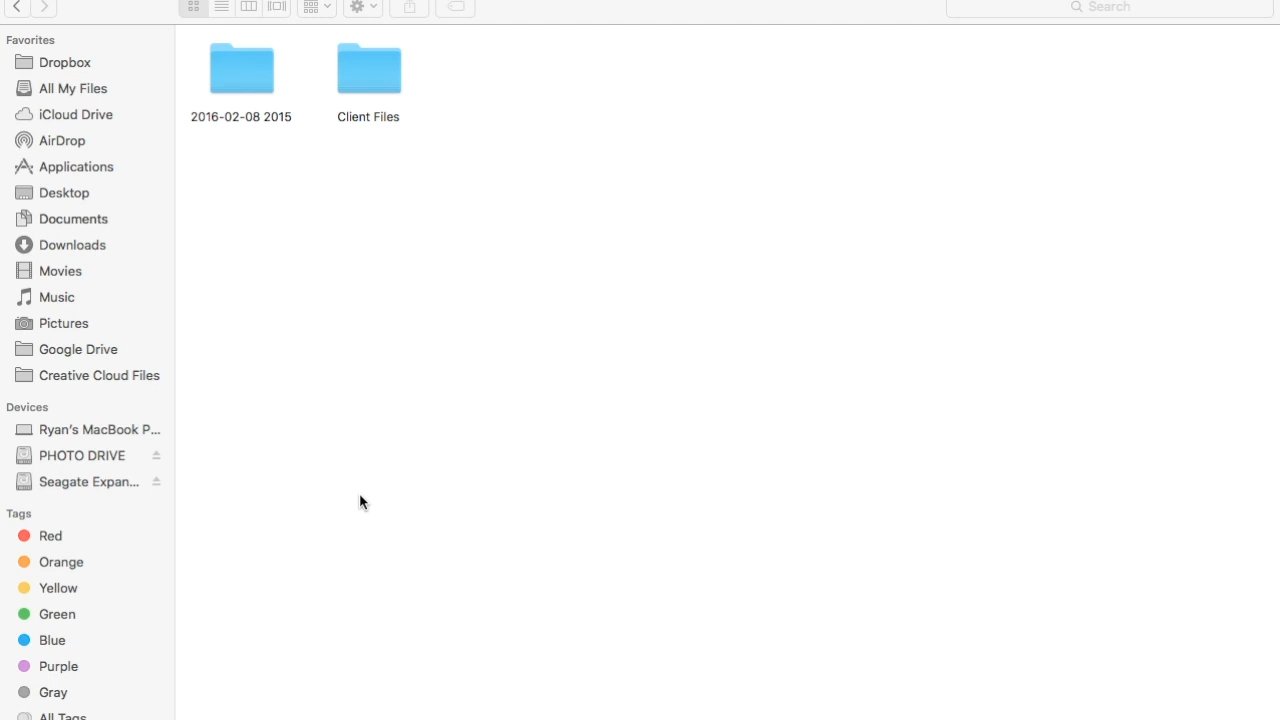 Search
Favorites
Dropbox
All My Files
iCloud Drive
AirDrop
Applications
Desktop
Documents
Downloads
Movies
Music
Pictures
Google Drive
Creative Cloud Files
Devices
Ryan's MacBook P...
PHOTO DRIVE
Seagate Expan...
Tags
Red
Orange
Yellow
Green
Blue
Purple
Gray
All Tags
2016-02-08 2015
Client Files